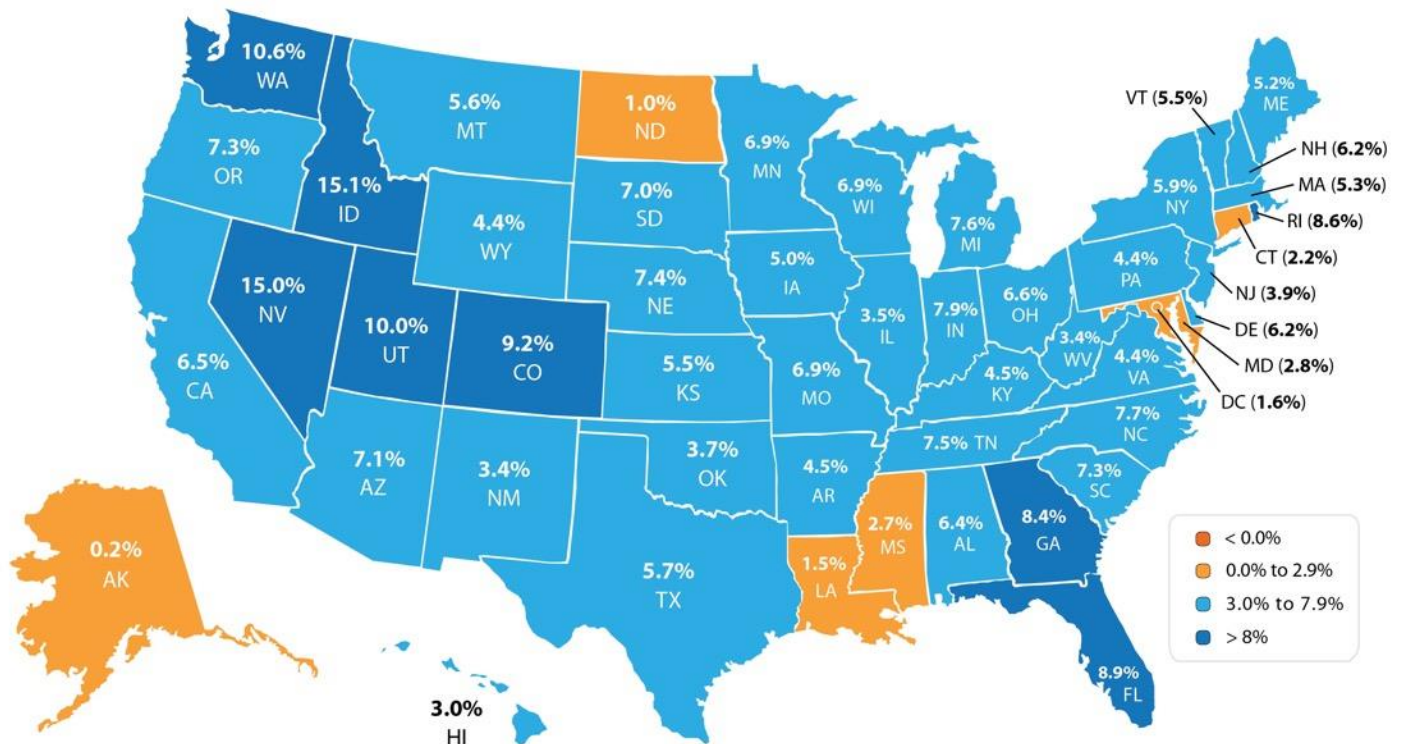 10.6%
WA
5.6%
MT
1.0%
ND
6.9%
MN
7.3%
OR
15.1%
ID
4.4%
WY
7.0%
SD
6.9%
WI
7.6%
MI
5.9%
NY
5.2%
ME
VT (5.5%)
NH (6.2%)
MA (5.3%)
RI (8.6%)
CT (2.2%)
NJ (3.9%)
DE (6.2%)
MD (2.8%)
DC (1.6%)
15.0%
NV
10.0%
UT
9.2%
CO
7.4%
NE
5.0%
IA
3.5%
IL
7.9%
IN
6.6%
OH
4.4%
PA
3.4%
WV
4.4%
VA
6.5%
CA
5.5%
KS
6.9%
MO
4.5%
KY
7.7%
NC
7.1%
AZ
3.4%
NM
3.7%
OK
4.5%
AR
7.5% TN
7.3%
SC
5.7%
TX
1.5%
LA
2.7%
MS
6.4%
AL
8.4%
GA
8.9%
FL
0.2%
AK
3.0%
HI
< 0.0%
0.0% to 2.9%
3.0% to 7.9%
> 8%